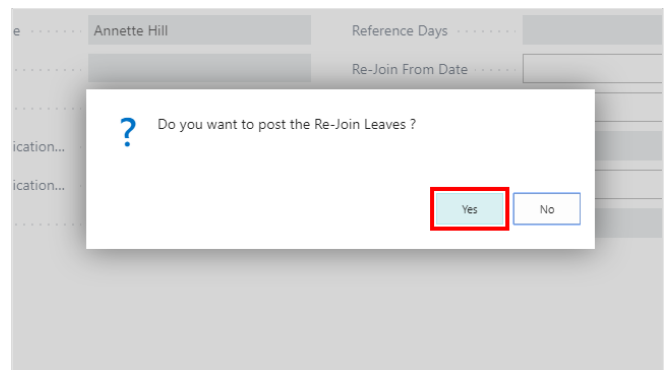 e Annette Hill Reference Days
Re-Join From Date
? Do you want to post the Re-Join Leaves ?
ication...
ication...
Yes No